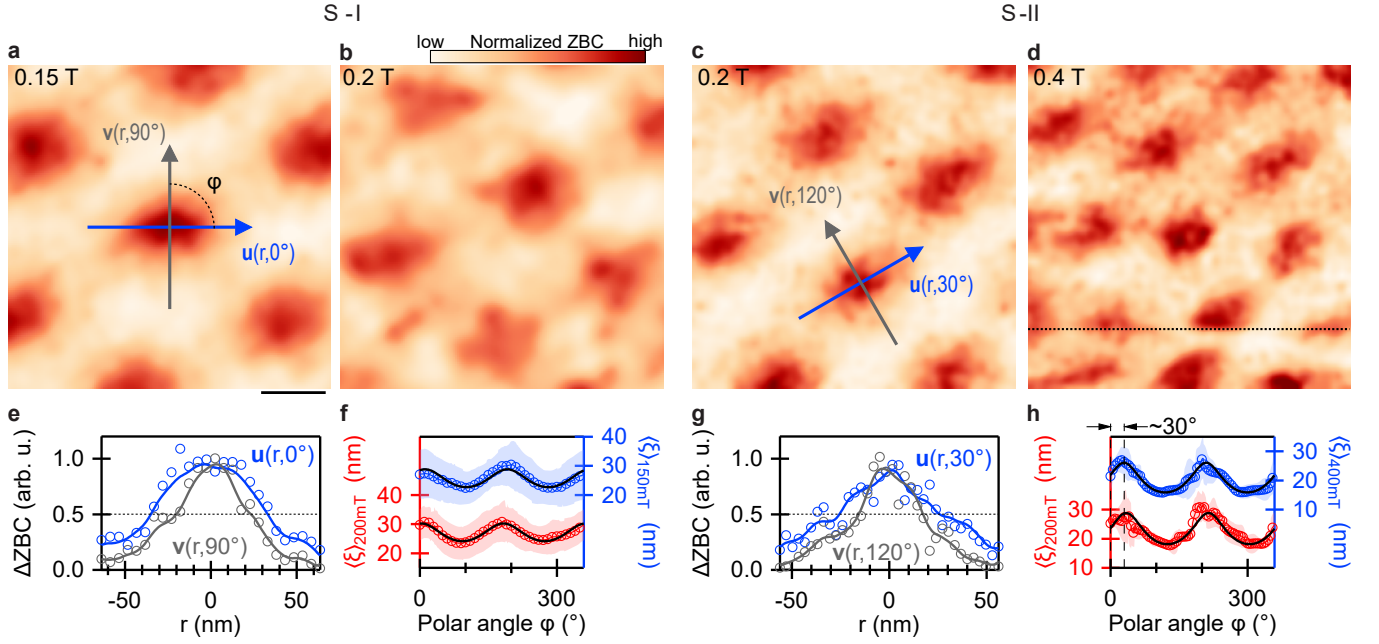 S-I
S-II
a
b
low Normalized ZBC high
c
d
0.15 T
0.2 T
0.2 T
0.4 T
v(r,90°)
φ
u(r,0°)
v(r,120°)
u(r,30°)
e
f
g
h
ΔZBC (arb. u.)
1.0
0.5
0.0
u(r,0°)
v(r,90°)
-50 0 50
r (nm)
⟨ξ⟩200mT (nm)
40
30
20
40
30
20
⟨ξ⟩150mT (nm)
0 300
Polar angle φ (°)
ΔZBC (arb. u.)
1.0
0.5
0.0
u(r,30°)
v(r,120°)
-50 0 50
r (nm)
~30°
⟨ξ⟩200mT (nm)
30
20
10
40
30
20
10
⟨ξ⟩400mT (nm)
0 300
Polar angle φ (°)